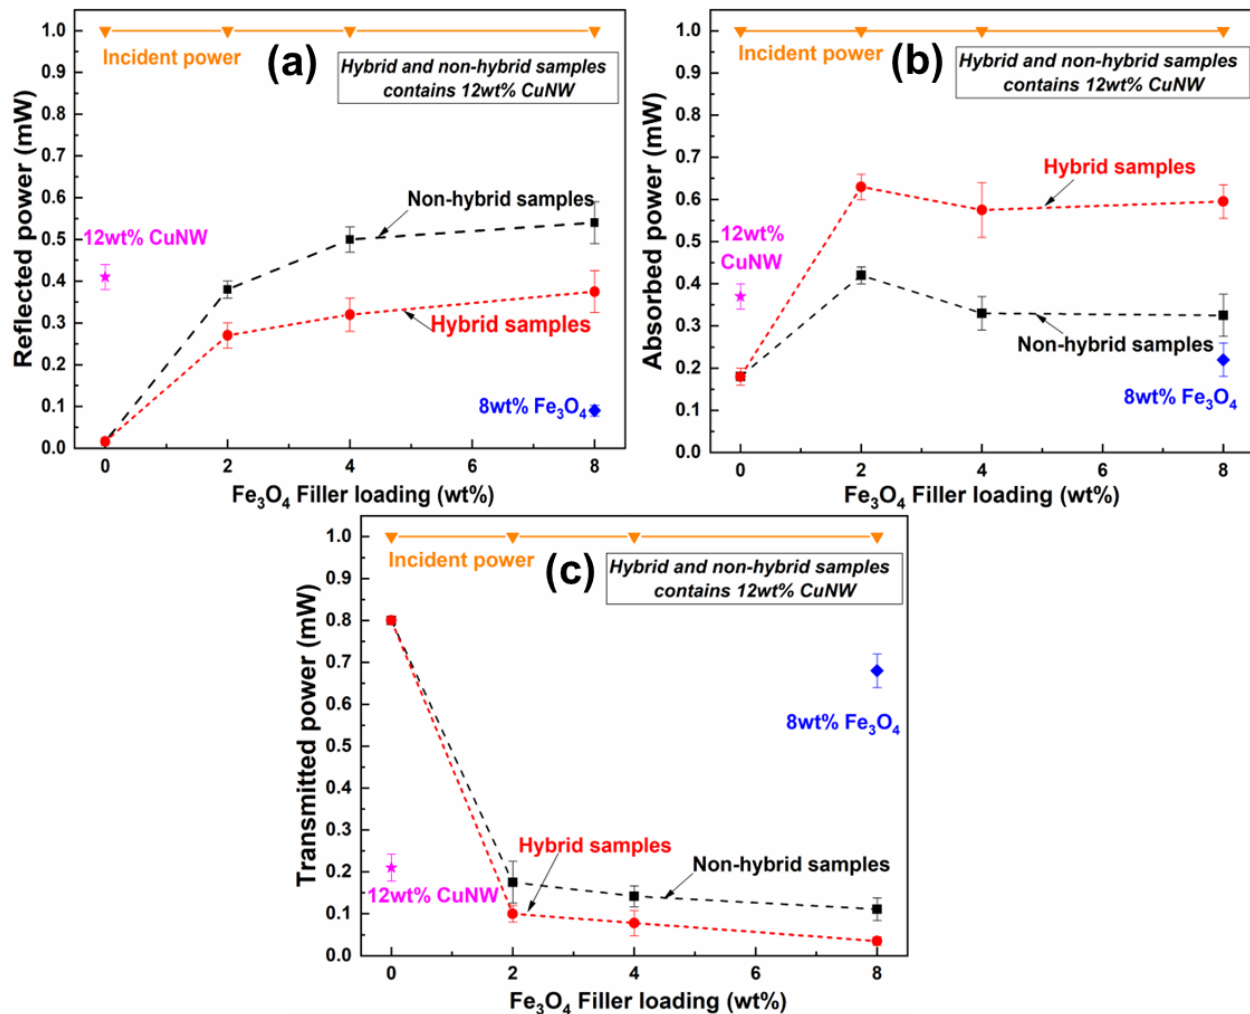 1.0
0.9
0.8
0.7
0.6
0.5
0.4
0.3
0.2
0.1
0.0
Reflected power (mW)
Incident power
(a)
Hybrid and non-hybrid samples
contains 12wt% CuNW
Non-hybrid samples
12wt% CuNW
Hybrid samples
8wt% Fe₃O₄
0 2 4 6 8
Fe₃O₄ Filler loading (wt%)
1.0
0.9
0.8
0.7
0.6
0.5
0.4
0.3
0.2
0.1
0.0
Absorbed power (mW)
Incident power
(b)
Hybrid and non-hybrid samples
contains 12wt% CuNW
Hybrid samples
12wt%
CuNW
Non-hybrid samples
8wt% Fe₃O₄
0 2 4 6 8
Fe₃O₄ Filler loading (wt%)
1.0
0.9
0.8
0.7
0.6
0.5
0.4
0.3
0.2
0.1
0.0
Transmitted power (mW)
Incident power
(c)
Hybrid and non-hybrid samples
contains 12wt% CuNW
8wt% Fe₃O₄
Hybrid samples
Non-hybrid samples
12wt% CuNW
0 2 4 6 8
Fe₃O₄ Filler loading (wt%)